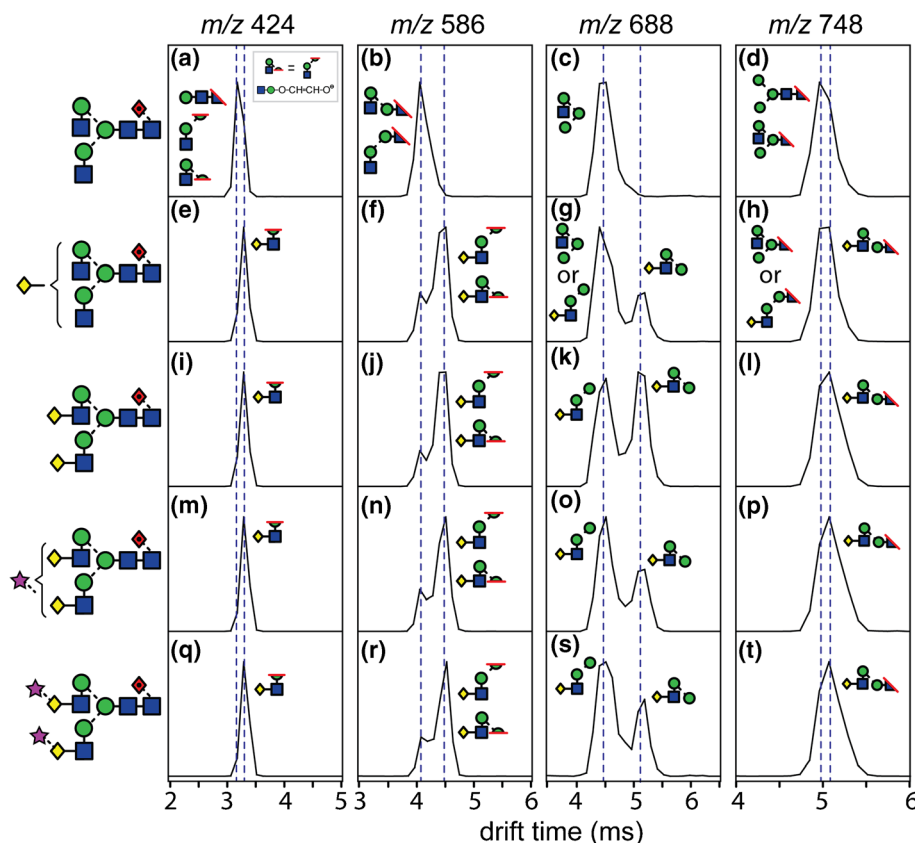 m/z 424 m/z 586 m/z 688 m/z 748
(a) (b) (c) (d)
=
-O-CH=CH-O⁻
(e) (f) (g) (h)
or or
(i) (j) (k) (l)
(m) (n) (o) (p)
(q) (r) (s) (t)
2 3 4 5 3 4 5 6 4 5 6 4 5 6
drift time (ms)